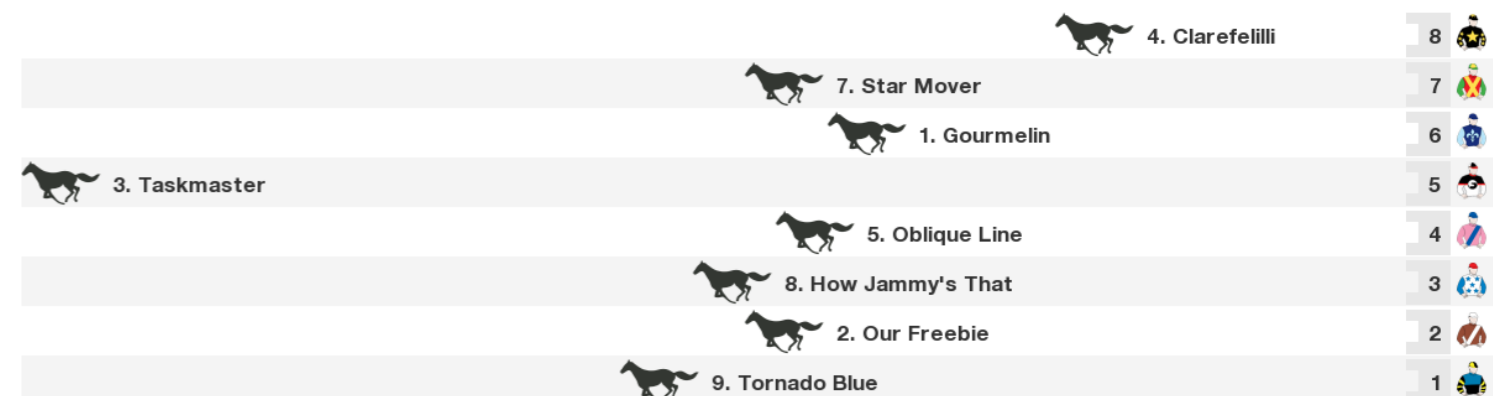 4. Clarefelilli 8
7. Star Mover 7
1. Gourmelin 6
3. Taskmaster 5
5. Oblique Line 4
8. How Jammy's That 3
2. Our Freebie 2
9. Tornado Blue 1